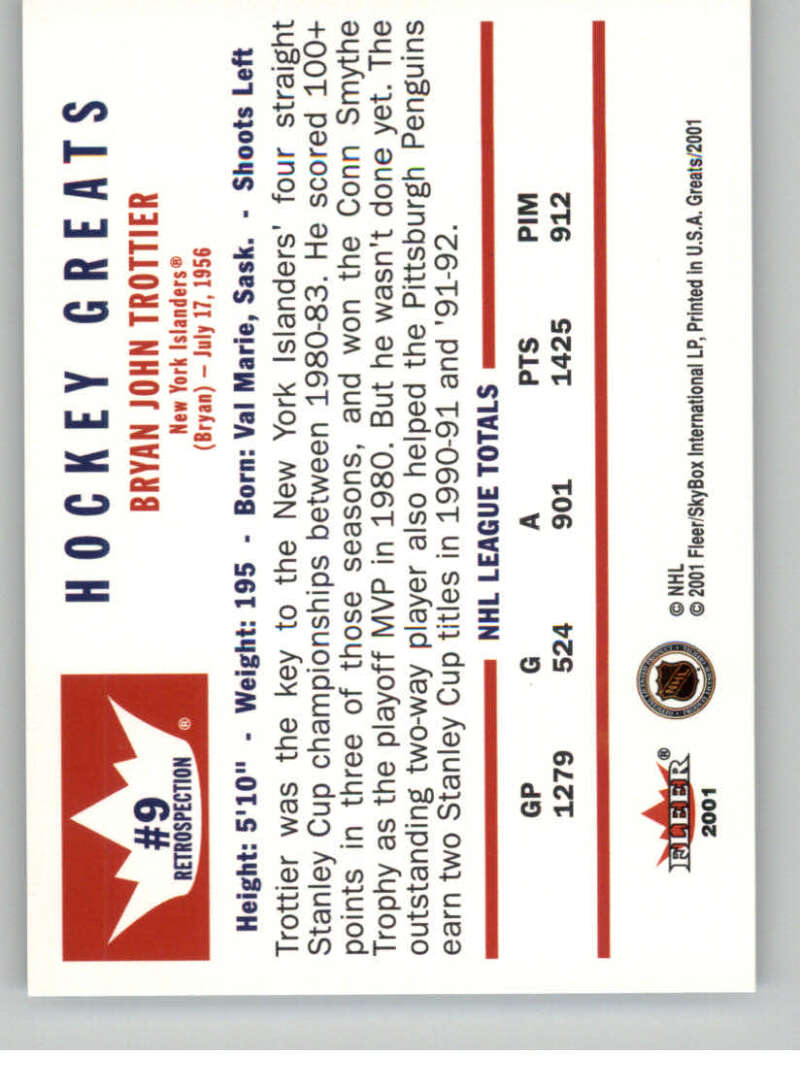 #9
RETROSPECTION
®
HOCKEY GREATS
BRYAN JOHN TROTTIER
New York Islanders®
(Bryan) – July 17, 1956
Height: 5'10" - Weight: 195 - Born: Val Marie, Sask. - Shoots Left
Trottier was the key to the New York Islanders' four straight
Stanley Cup championships between 1980-83. He scored 100+
points in three of those seasons, and won the Conn Smythe
Trophy as the playoff MVP in 1980. But he wasn't done yet. The
outstanding two-way player also helped the Pittsburgh Penguins
earn two Stanley Cup titles in 1990-91 and '91-92.
NHL LEAGUE TOTALS
GP G A PTS PIM
1279 524 901 1425 912
FLEER®
2001
NHL
© NHL
© 2001 Fleer/SkyBox International LP, Printed in U.S.A. Greats/2001